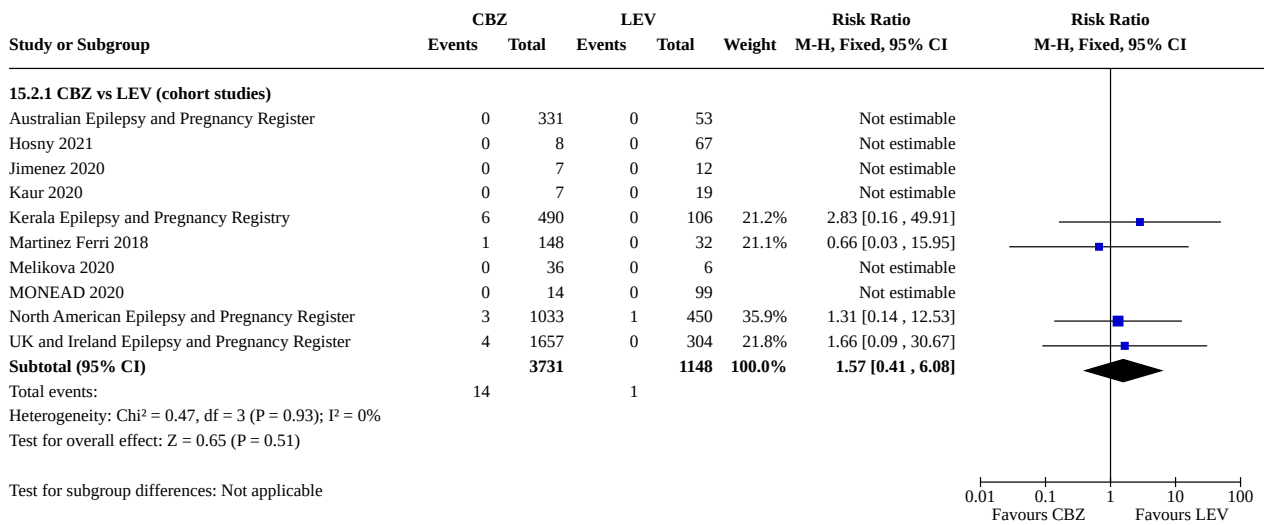 CBZ LEV Risk Ratio Risk Ratio
Study or Subgroup Events Total Events Total Weight M-H, Fixed, 95% CI M-H, Fixed, 95% CI
15.2.1 CBZ vs LEV (cohort studies)
Australian Epilepsy and Pregnancy Register 0 331 0 53 Not estimable
Hosny 2021 0 8 0 67 Not estimable
Jimenez 2020 0 7 0 12 Not estimable
Kaur 2020 0 7 0 19 Not estimable
Kerala Epilepsy and Pregnancy Registry 6 490 0 106 21.2% 2.83 [0.16 , 49.91]
Martinez Ferri 2018 1 148 0 32 21.1% 0.66 [0.03 , 15.95]
Melikova 2020 0 36 0 6 Not estimable
MONEAD 2020 0 14 0 99 Not estimable
North American Epilepsy and Pregnancy Register 3 1033 1 450 35.9% 1.31 [0.14 , 12.53]
UK and Ireland Epilepsy and Pregnancy Register 4 1657 0 304 21.8% 1.66 [0.09 , 30.67]
Subtotal (95% CI) 3731 1148 100.0% 1.57 [0.41 , 6.08]
Total events: 14 1
Heterogeneity: Chi² = 0.47, df = 3 (P = 0.93); I² = 0%
Test for overall effect: Z = 0.65 (P = 0.51)
Test for subgroup differences: Not applicable
0.01 0.1 1 10 100
Favours CBZ Favours LEV